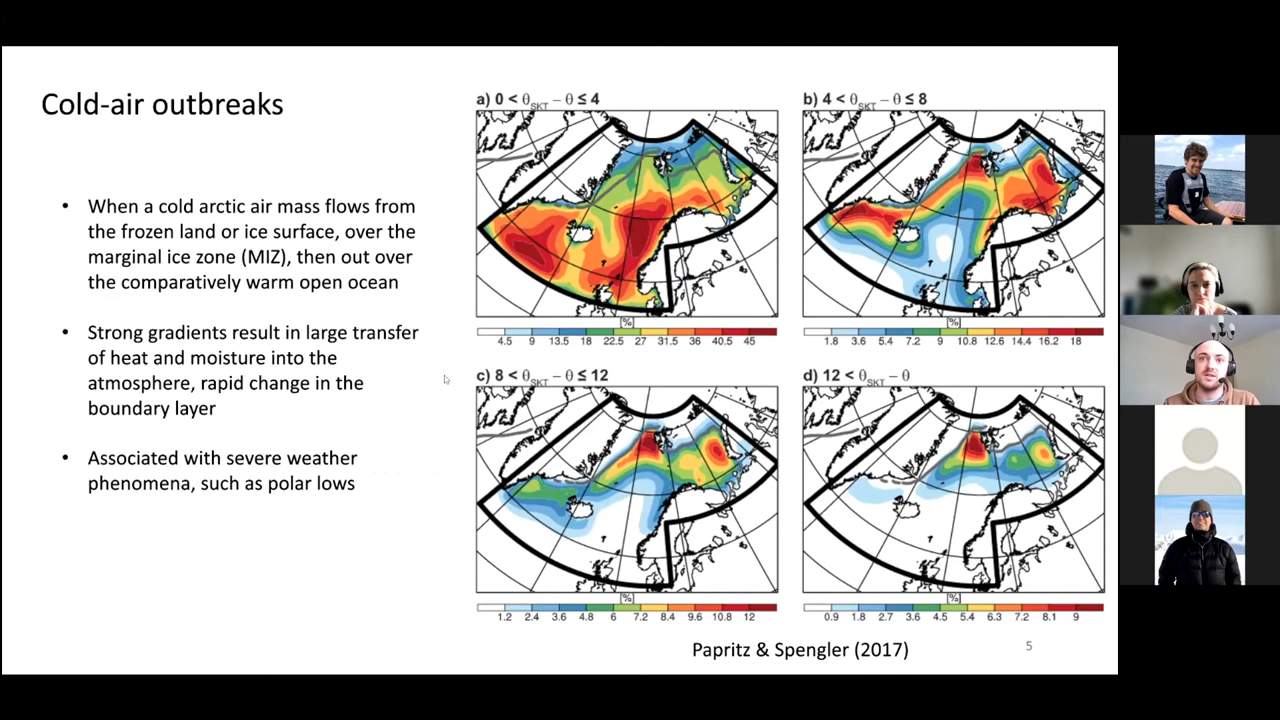 Cold-air outbreaks
• When a cold arctic air mass flows from
the frozen land or ice surface, over the
marginal ice zone (MIZ), then out over
the comparatively warm open ocean
• Strong gradients result in large transfer
of heat and moisture into the
atmosphere, rapid change in the
boundary layer
• Associated with severe weather
phenomena, such as polar lows
a) 0 < θSKT − θ ≤ 4
[%]
4.5 9 13.5 18 22.5 27 31.5 36 40.5 45
b) 4 < θSKT − θ ≤ 8
[%]
1.8 3.6 5.4 7.2 9 10.8 12.6 14.4 16.2 18
c) 8 < θSKT − θ ≤ 12
[%]
1.2 2.4 3.6 4.8 6 7.2 8.4 9.6 10.8 12
d) 12 < θSKT − θ
[%]
0.9 1.8 2.7 3.6 4.5 5.4 6.3 7.2 8.1 9
Papritz & Spengler (2017)
5